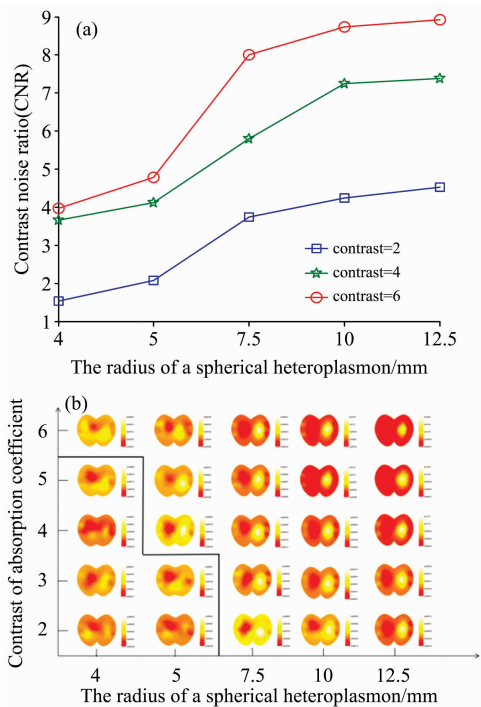 (a)
Contrast noise ratio(CNR)
9
8
7
6
5
4
3
2
1
contrast=2
contrast=4
contrast=6
4 5 7.5 10 12.5
The radius of a spherical heteroplasmon/mm
(b)
Contrast of absorption coefficient
6
5
4
3
2
4 5 7.5 10 12.5
The radius of a spherical heteroplasmon/mm